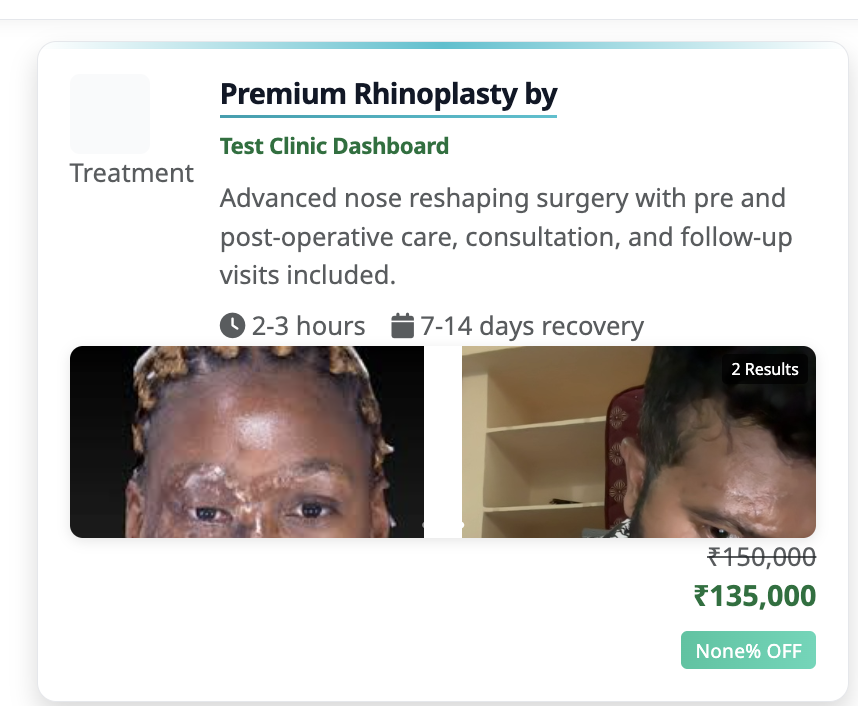 Premium Rhinoplasty by
Test Clinic Dashboard
Treatment
Advanced nose reshaping surgery with pre and
post-operative care, consultation, and follow-up
visits included.
2-3 hours 7-14 days recovery
2 Results
₹150,000
₹135,000
None% OFF